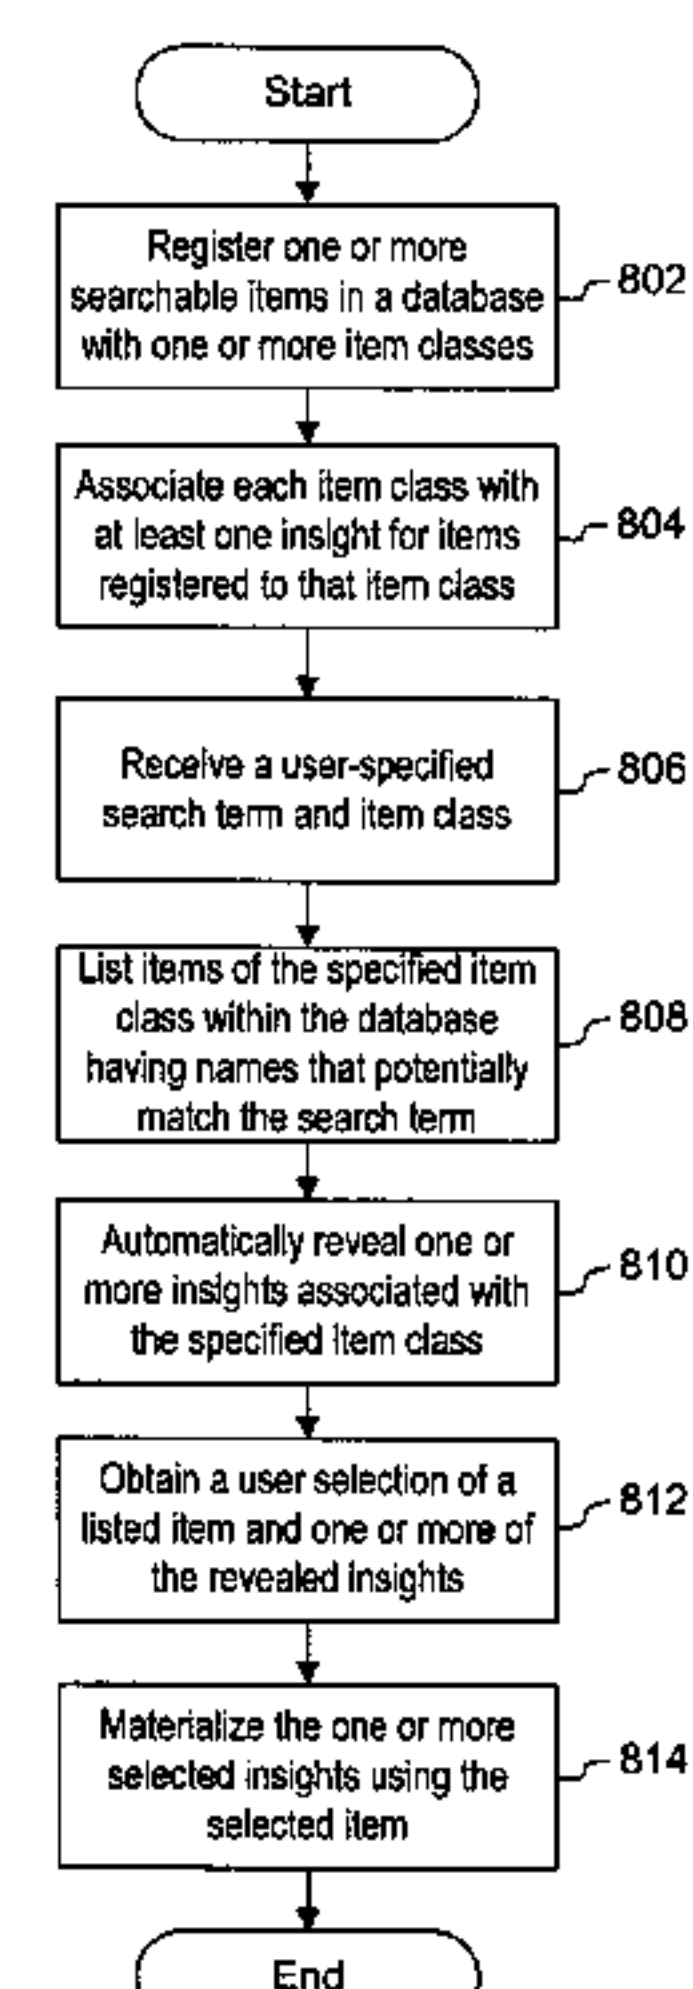 Start
Register one or more
searchable items in a database
with one or more item classes
802
Associate each item class with
at least one insight for items
registered to that item class
804
Receive a user-specified
search term and item class
806
List items of the specified item
class within the database
having names that potentially
match the search term
808
Automatically reveal one or
more insights associated with
the specified item class
810
Obtain a user selection of a
listed item and one or more of
the revealed insights
812
Materialize the one or more
selected insights using the
selected item
814
End